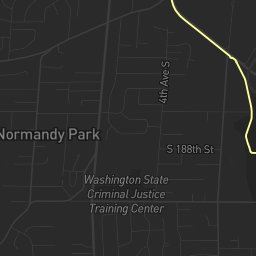 4th Ave S
Normandy Park
S 188th St
Washington State
Criminal Justice
Training Center